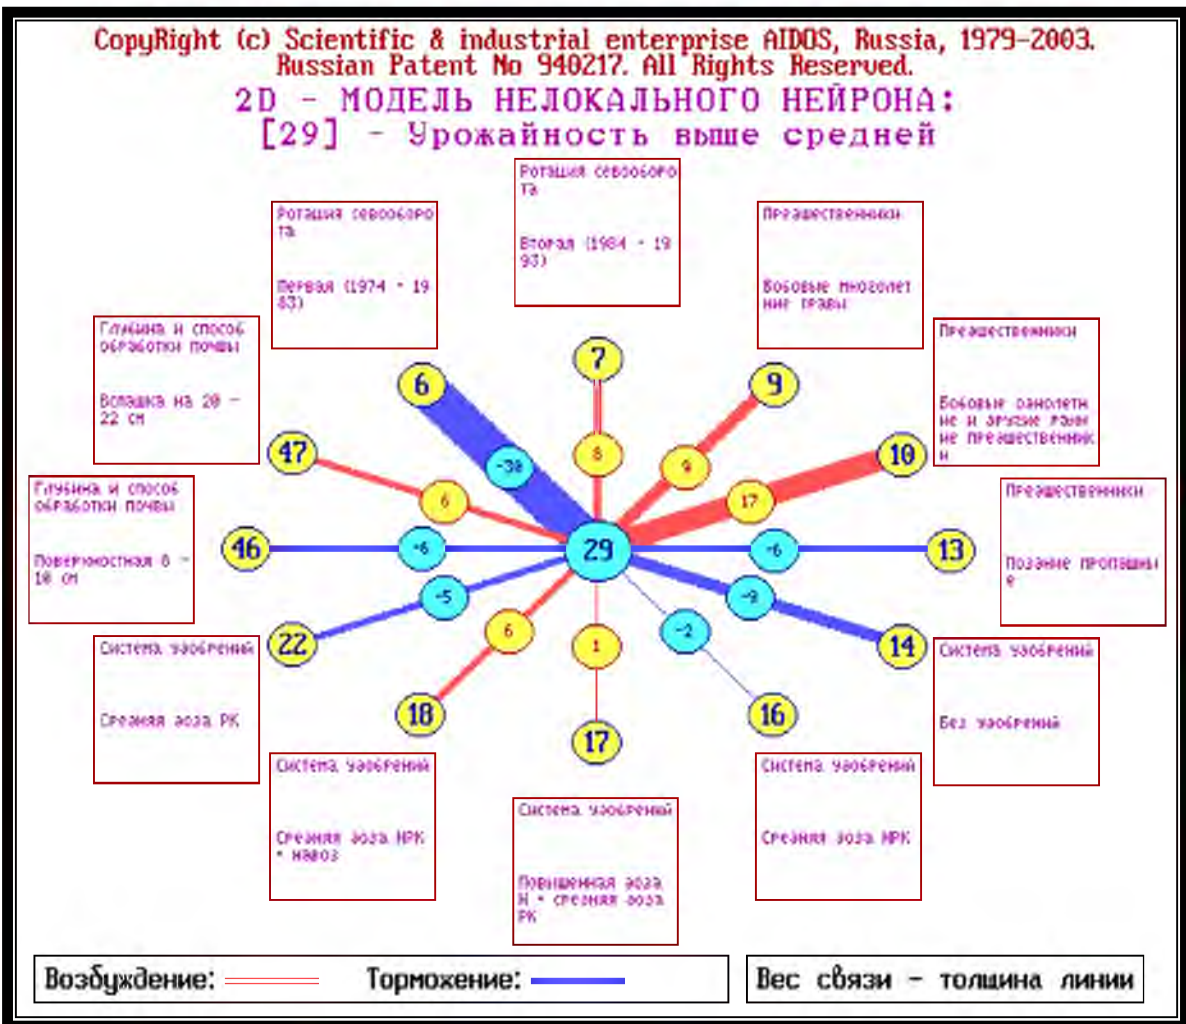 CopyRight (c) Scientific & industrial enterprise AIDOS, Russia, 1979-2003.
Russian Patent No 940217. All Rights Reserved.
2D - МОДЕЛЬ НЕЛОКАЛЬНОГО НЕЙРОНА:
[29] - Урожайность выше средней
Ротация севооборо
та
Вторая (1984 - 19
93)
Ротация севооборо
та
Первая (1974 - 19
83)
Предшественники
Бобовые многолет
ние травы
Глубина и способ
обработки почвы
Вспашка на 20 -
22 см
Предшественники
Бобовые однолетн
ие и другие ранн
ие предшественник
и
Глубина и способ
обработки почвы
Поверхностная 8 -
10 см
Предшественники
Поздние пропашны
е
7
6
9
8
47
-30
9
10
6
17
46
-6
29
-6
13
-5
-9
22
6
1
-2
14
18
17
16
Система удобрений
Средняя доза РК
Система удобрений
Без удобрений
Система удобрений
Средняя доза NPK
+ навоз
Система удобрений
Повышенная доза
N + средняя доза
РК
Система удобрений
Средняя доза NPK
Возбуждение: Торможение:
Вес связи - толщина линии